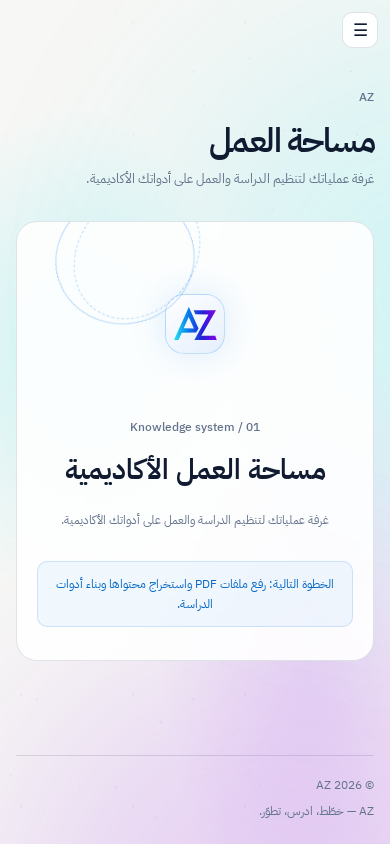 ☰
AZ
مساحة العمل
غرفة عملياتك لتنظيم الدراسة والعمل على أدواتك الأكاديمية.
AZ
Knowledge system / 01
مساحة العمل الأكاديمية
غرفة عملياتك لتنظيم الدراسة والعمل على أدواتك الأكاديمية.
الخطوة التالية: رفع ملفات PDF واستخراج محتواها وبناء أدوات
الدراسة.
© 2026 AZ
AZ — خطّط، ادرس، تطوّر.